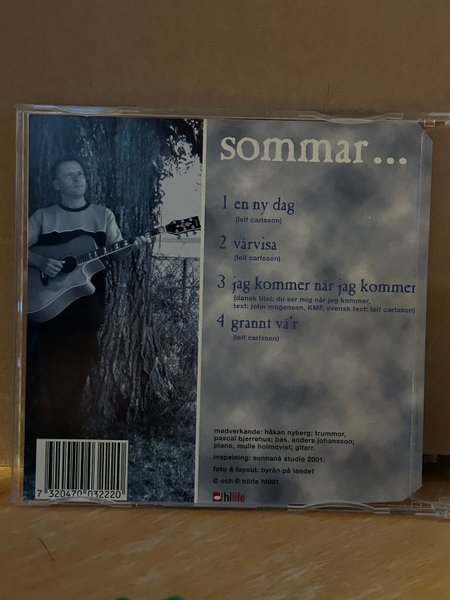 sommar...
1 en ny dag
(leif carlsson)
2 vårvisa
(leif carlsson)
3 jag kommer när jag kommer
(dansk titel: du ser mig når jeg kommer,
text: john mogensen, KMF, svensk text: leif carlsson)
4 grannt vä'r
(leif carlsson)
medverkande: håkan nyberg; trummor,
pascal bjerrehus; bas, anders johansson;
piano, mulle holmqvist; gitarr.
inspelning: sunnanå studio 2001.
foto & layout: byrån på landet
© och ℗ hilife hl001
hilife
7 320470 032220